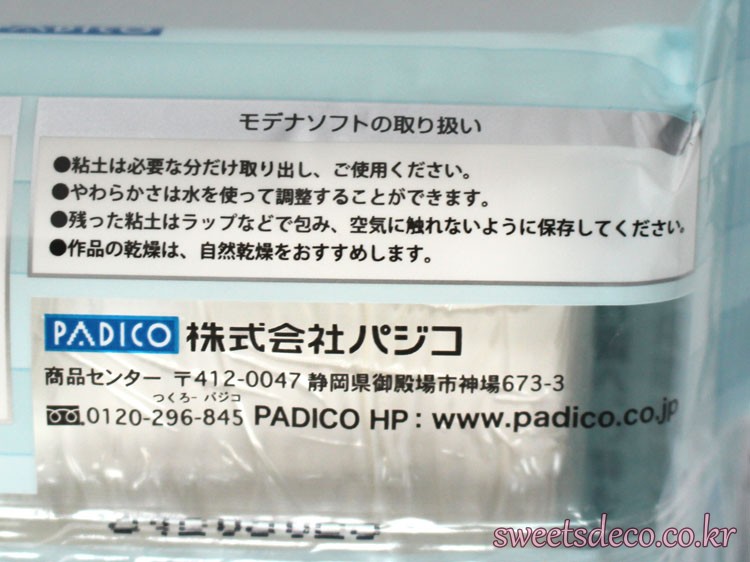 PADICO
モデナソフトの取り扱い
●粘土は必要な分だけ取り出し、ご使用ください。
●やわらかさは水を使って調整することができます。
●残った粘土はラップなどで包み、空気に触れないように保存してください。
●作品の乾燥は、自然乾燥をおすすめします。
PADICO 株式会社パジコ
商品センター 〒412-0047 静岡県御殿場市神場673-3
つくろー パジコ
0120-296-845 PADICO HP : www.padico.co.jp
sweetsdeco.co.kr